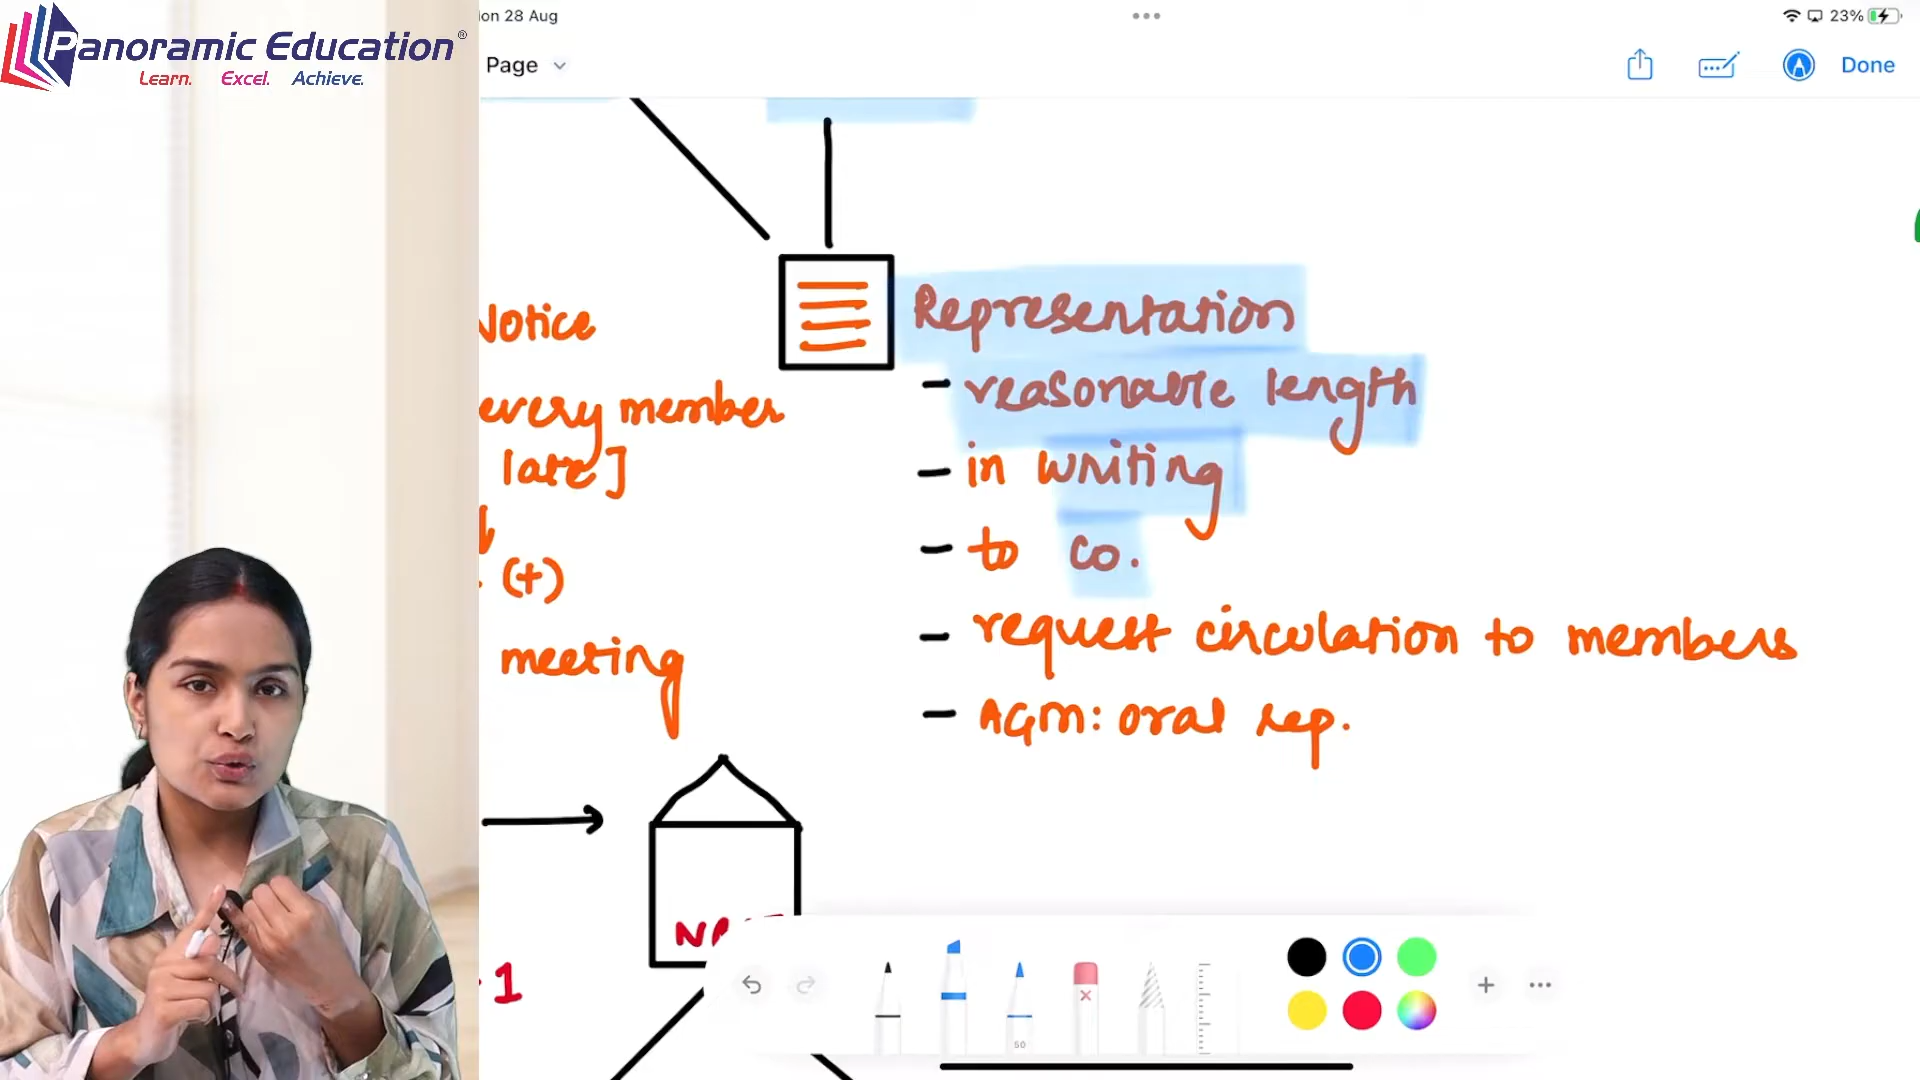 on 28 Aug
23%
Panoramic Education®
Learn. Excel. Achieve.
Page
Done
Notice
every member
late]
(+)
meeting
1
Representation
- reasonable length
- in writing
- to co.
- request circulation to members
- AGM: oral rep.
50